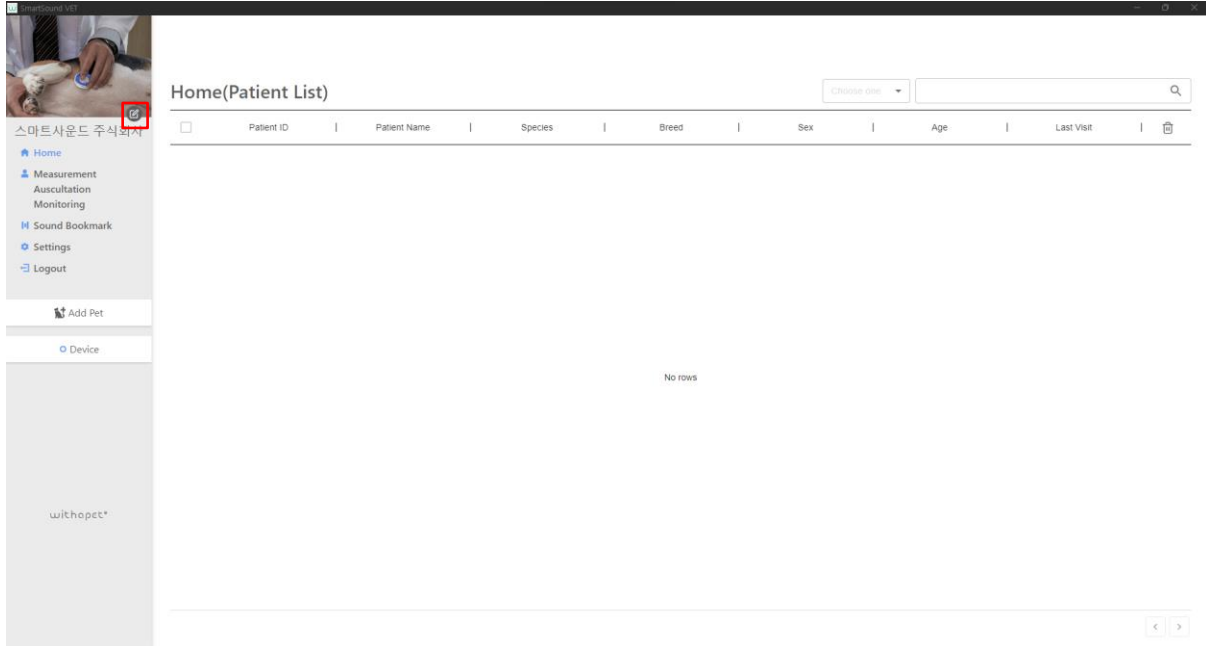 SmartSound VET
스마트사운드 주식회사
Home
Measurement
Auscultation
Monitoring
Sound Bookmark
Settings
Logout
Add Pet
Device
withapet
Home(Patient List)
Choose one
Patient ID | Patient Name | Species | Breed | Sex | Age | Last Visit |
No rows